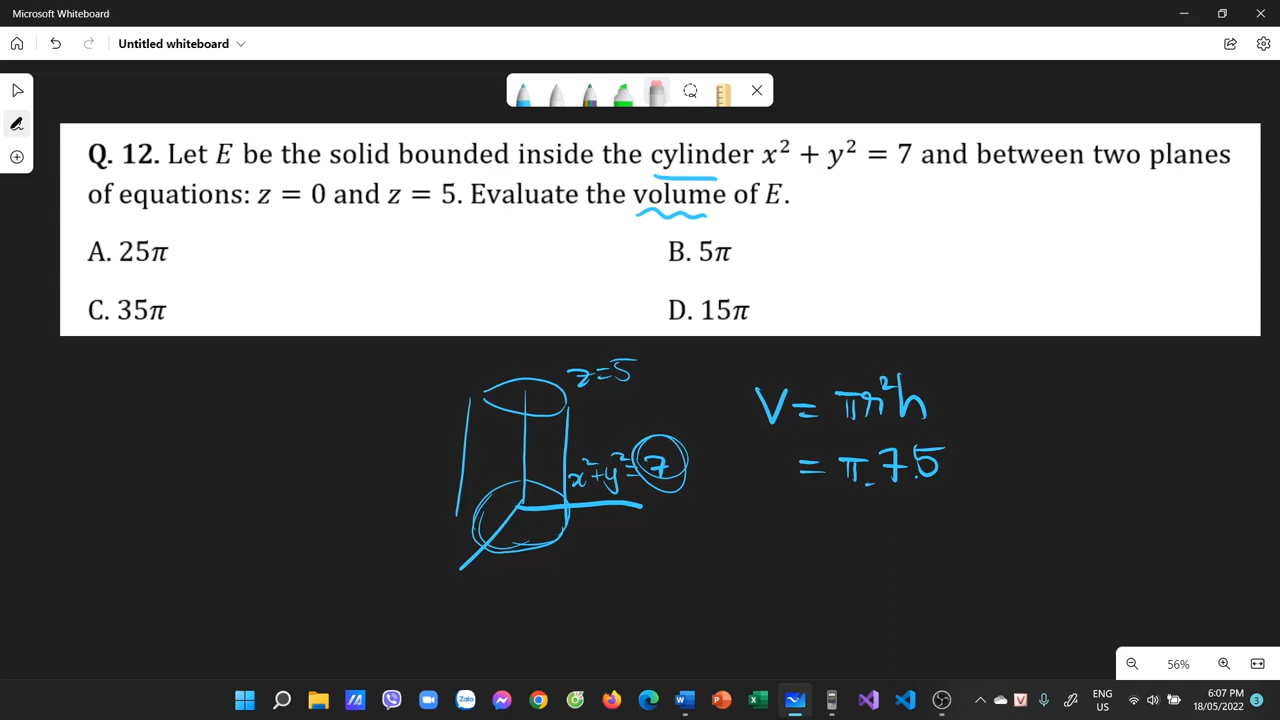 Microsoft Whiteboard
Untitled whiteboard
Q. 12. Let E be the solid bounded inside the cylinder x² + y² = 7 and between two planes
of equations: z = 0 and z = 5. Evaluate the volume of E.
A. 25π
B. 5π
C. 35π
D. 15π
z=5
V = πr²h
x²+y²=7
= π.7.5
56%
Zalo
ENG
US
6:07 PM
18/05/2022
3